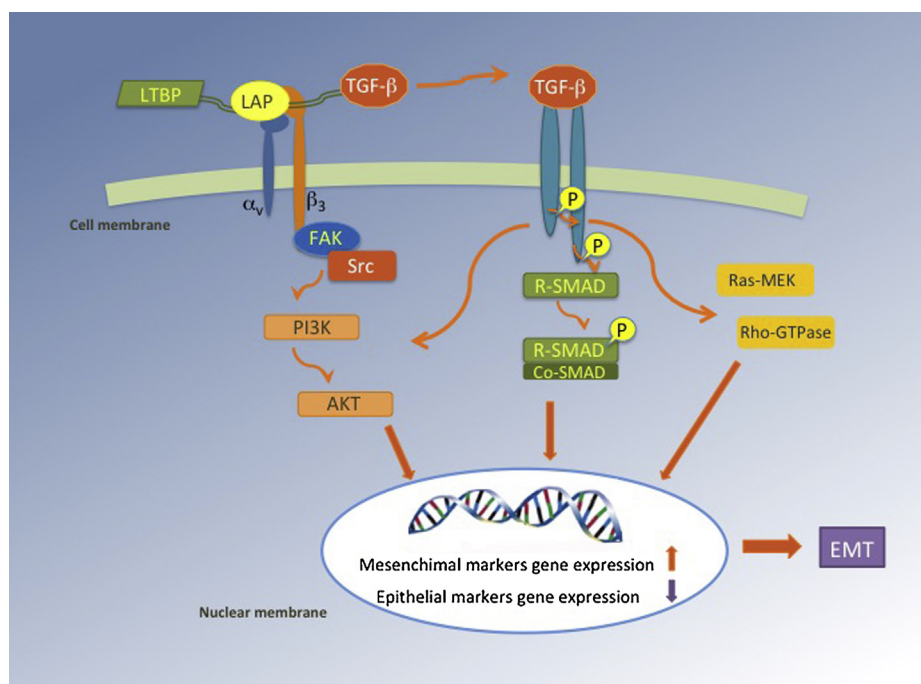 LTBP
LAP
TGF-β
TGF-β
αv
β3
P
Cell membrane
FAK
Src
P
R-SMAD
Ras-MEK
PI3K
P
Rho-GTPase
R-SMAD
Co-SMAD
AKT
Mesenchimal markers gene expression
Epithelial markers gene expression
EMT
Nuclear membrane